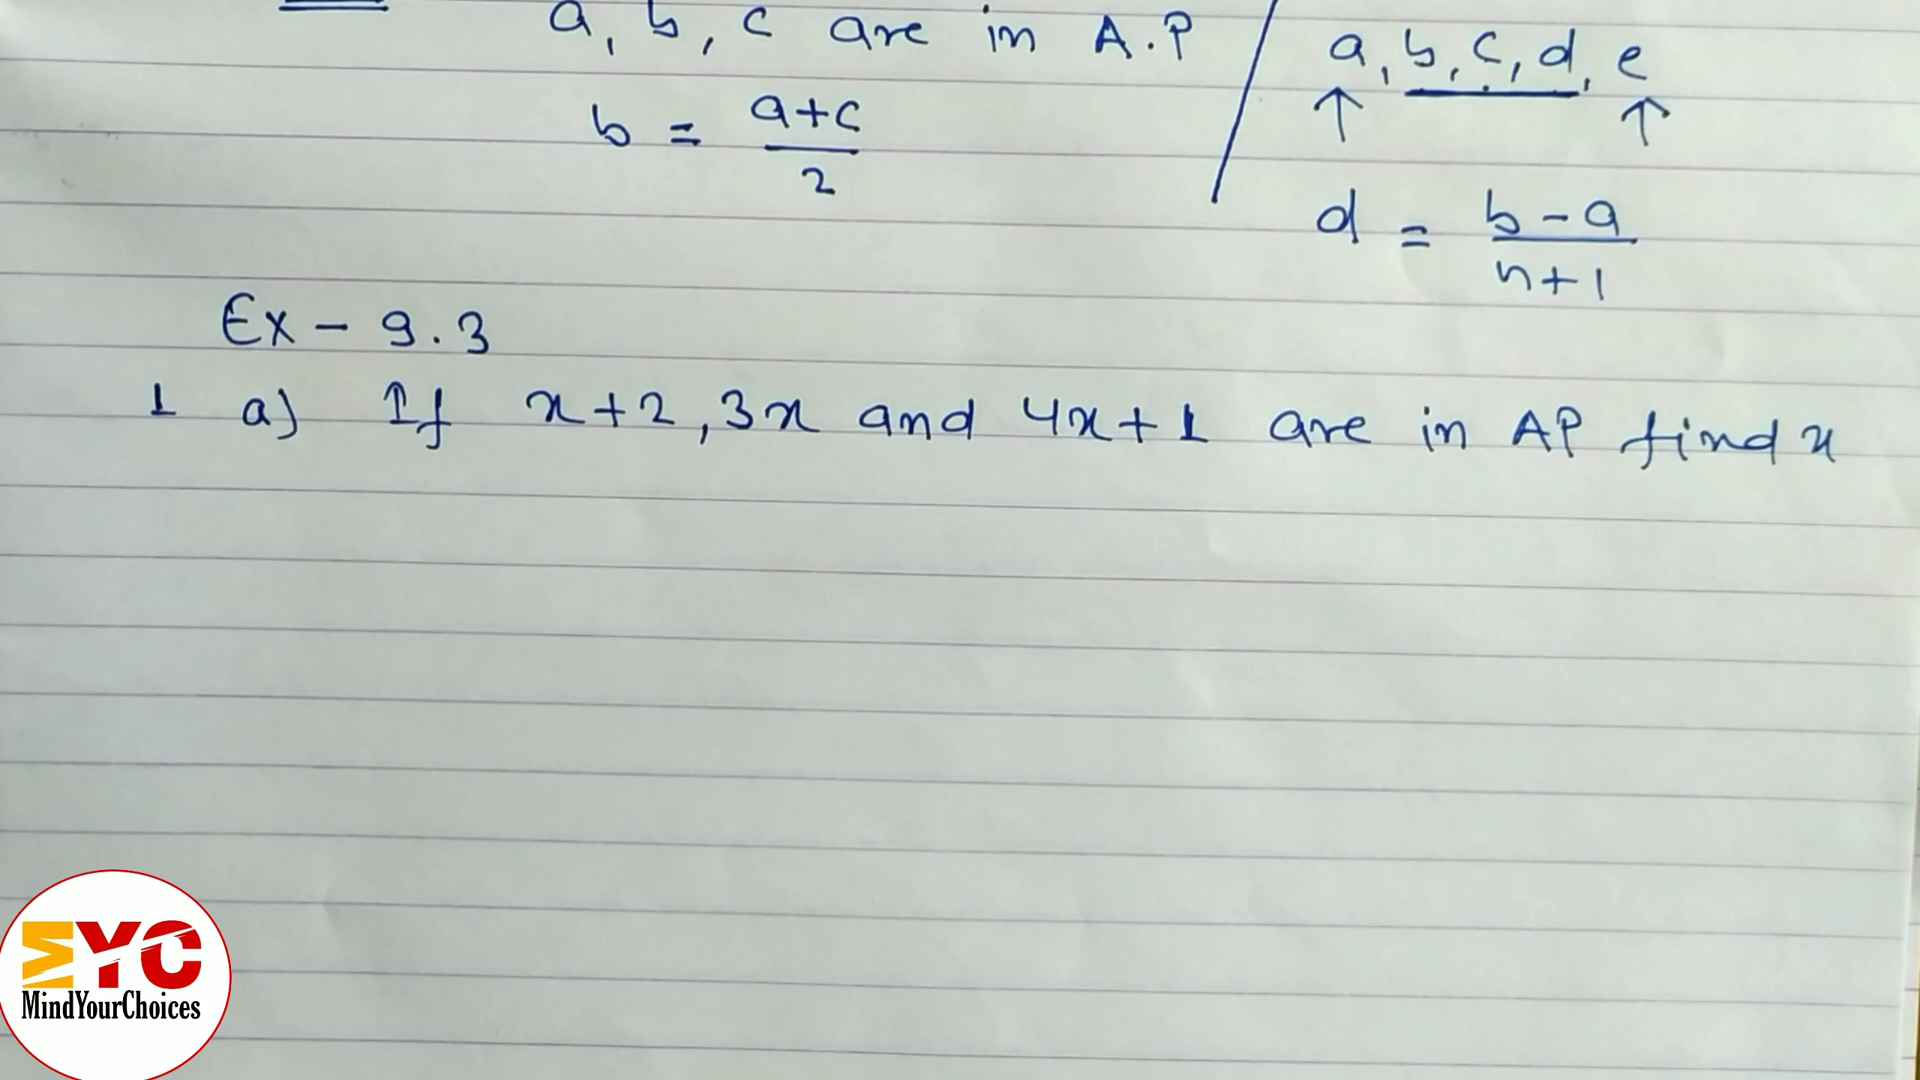 a, b, c are in A.P
b = a+c / 2
a, b, c, d, e
d = b-a / n+1
Ex - 9.3
1 a) If x+2, 3x and 4x+1 are in AP find x
MYC
MindYourChoices